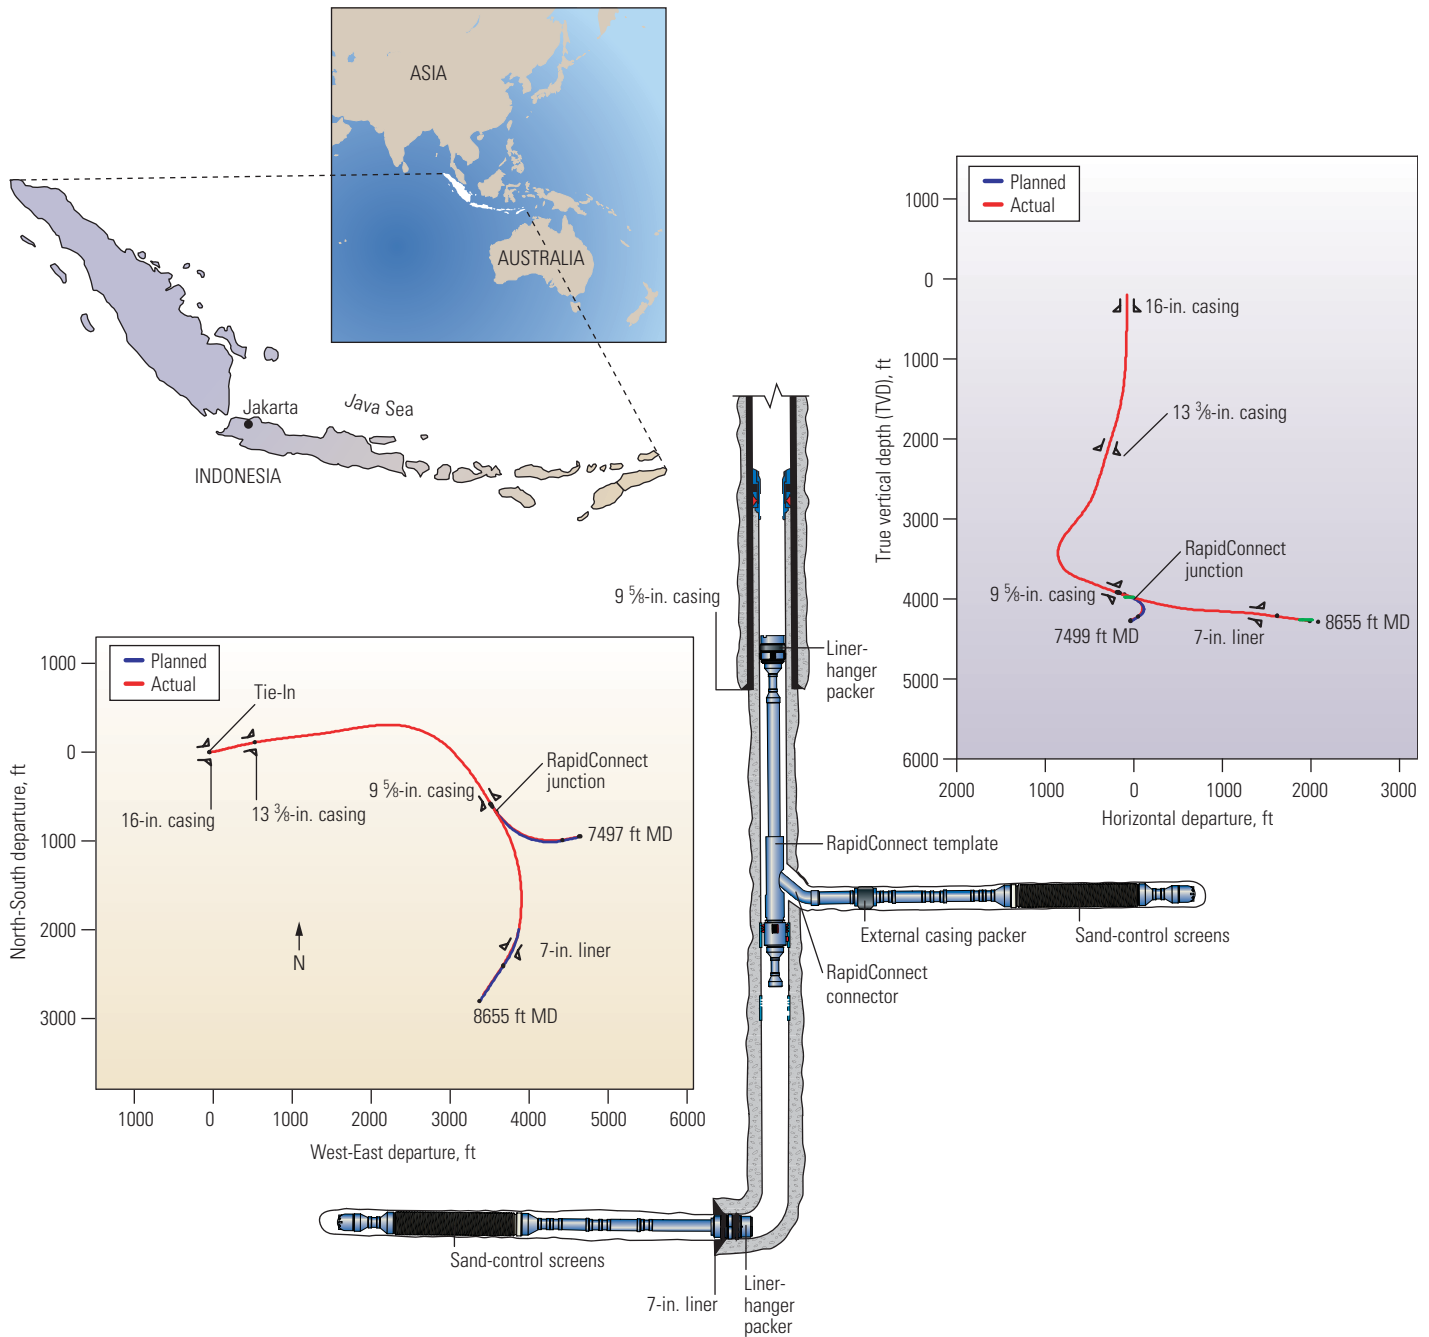 ASIA
AUSTRALIA
Jakarta
Java Sea
INDONESIA
Planned
Actual
1000
0
1000
2000
3000
4000
5000
6000
True vertical depth (TVD), ft
16-in. casing
13 ⅜-in. casing
RapidConnect
junction
9 ⅝-in. casing
7499 ft MD
7-in. liner
8655 ft MD
2000
1000
0
1000
2000
3000
Horizontal departure, ft
Planned
Actual
1000
0
1000
2000
3000
North-South departure, ft
Tie-In
16-in. casing
13 ⅜-in. casing
9 ⅝-in. casing
RapidConnect
junction
7497 ft MD
7-in. liner
8655 ft MD
N
1000
0
1000
2000
3000
4000
5000
6000
West-East departure, ft
9 ⅝-in. casing
Liner-
hanger
packer
RapidConnect template
External casing packer
Sand-control screens
RapidConnect
connector
Sand-control screens
7-in. liner
Liner-
hanger
packer